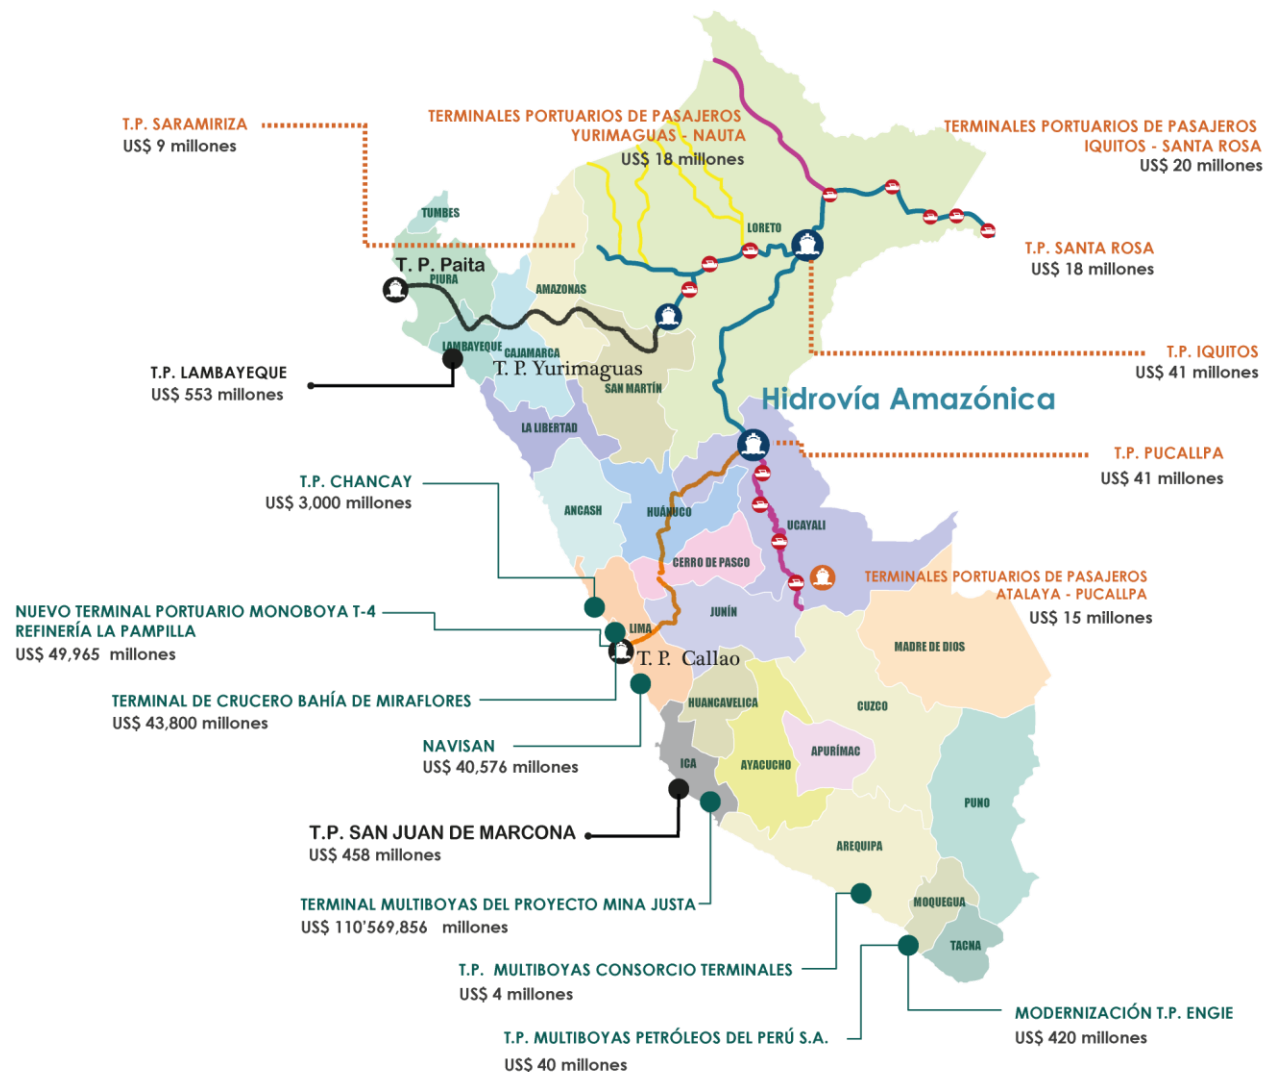 T.P. SARAMIRIZA
US$ 9 millones
TERMINALES PORTUARIOS DE PASAJEROS
YURIMAGUAS - NAUTA
US$ 18 millones
TERMINALES PORTUARIOS DE PASAJEROS
IQUITOS - SANTA ROSA
US$ 20 millones
TUMBES
LORETO
T.P. SANTA ROSA
US$ 18 millones
T. P. Paita
PIURA
AMAZONAS
LAMBAYEQUE
CAJAMARCA
T. P. Yurimaguas
SAN MARTÍN
T.P. LAMBAYEQUE
US$ 553 millones
T.P. IQUITOS
US$ 41 millones
Hidrovía Amazónica
LA LIBERTAD
T.P. PUCALLPA
US$ 41 millones
T.P. CHANCAY
US$ 3,000 millones
ANCASH
HUÁNUCO
UCAYALI
CERRO DE PASCO
TERMINALES PORTUARIOS DE PASAJEROS
ATALAYA - PUCALLPA
US$ 15 millones
NUEVO TERMINAL PORTUARIO MONOBOYA T-4
REFINERÍA LA PAMPILLA
US$ 49,965 millones
JUNÍN
LIMA
T. P. Callao
MADRE DE DIOS
TERMINAL DE CRUCERO BAHÍA DE MIRAFLORES
US$ 43,800 millones
HUANCAVELICA
CUZCO
NAVISAN
US$ 40,576 millones
ICA
AYACUCHO
APURÍMAC
PUNO
T.P. SAN JUAN DE MARCONA
US$ 458 millones
AREQUIPA
TERMINAL MULTIBOYAS DEL PROYECTO MINA JUSTA
US$ 110'569,856 millones
MOQUEGUA
TACNA
T.P. MULTIBOYAS CONSORCIO TERMINALES
US$ 4 millones
MODERNIZACIÓN T.P. ENGIE
US$ 420 millones
T.P. MULTIBOYAS PETRÓLEOS DEL PERÚ S.A.
US$ 40 millones